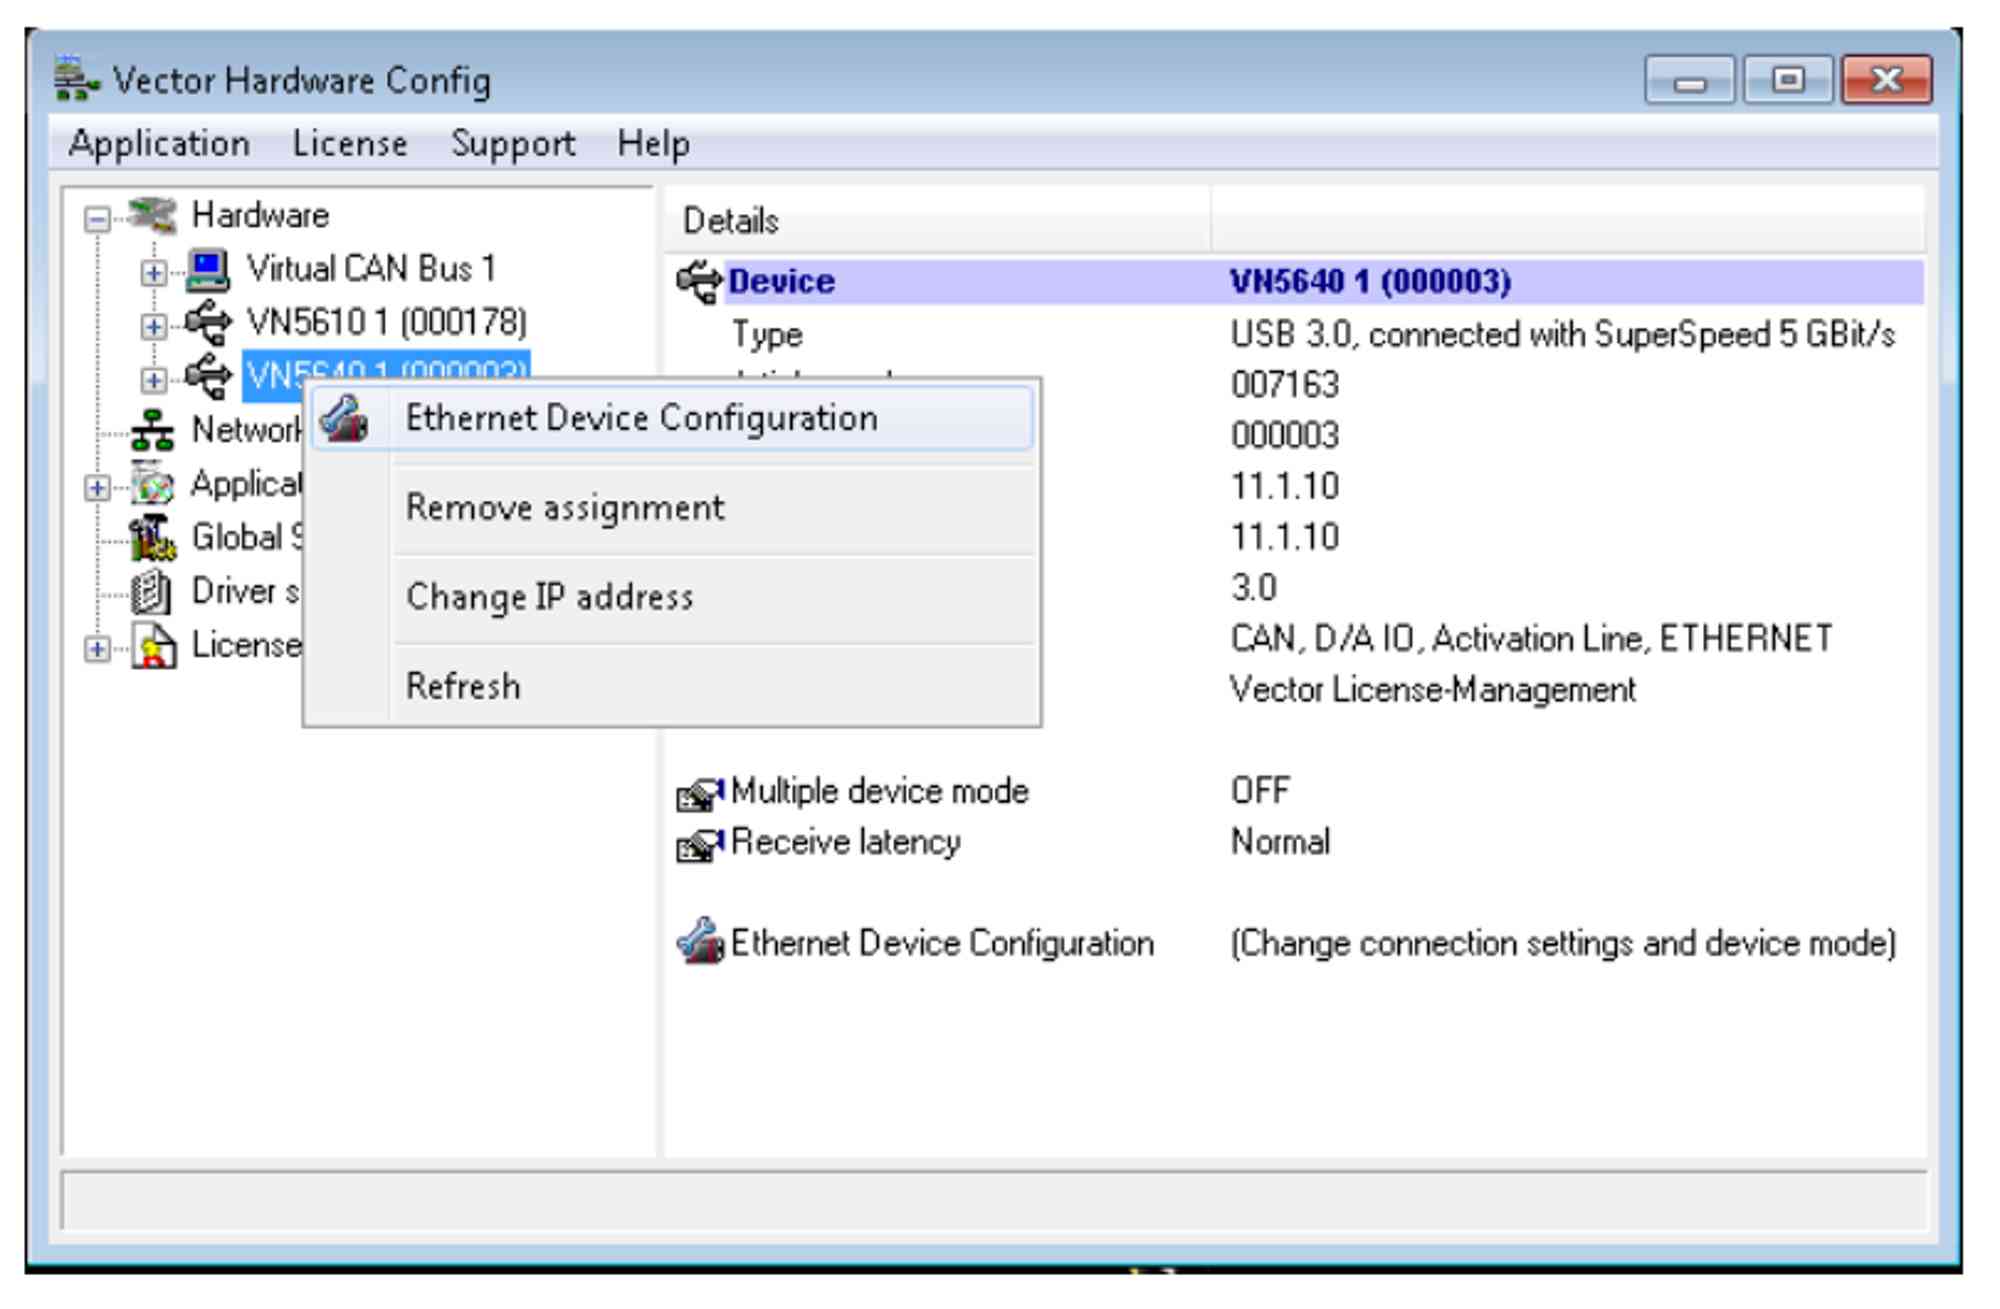 Vector Hardware Config
Application License Support Help
Hardware
Virtual CAN Bus 1
VN5610 1 (000178)
VN5640 1 (000003)
Network
Applicat
Global S
Driver s
License
Ethernet Device Configuration
Remove assignment
Change IP address
Refresh
Details
Device VN5640 1 (000003)
Type USB 3.0, connected with SuperSpeed 5 GBit/s
007163
000003
11.1.10
11.1.10
3.0
CAN, D/A IO, Activation Line, ETHERNET
Vector License-Management
Multiple device mode OFF
Receive latency Normal
Ethernet Device Configuration (Change connection settings and device mode)